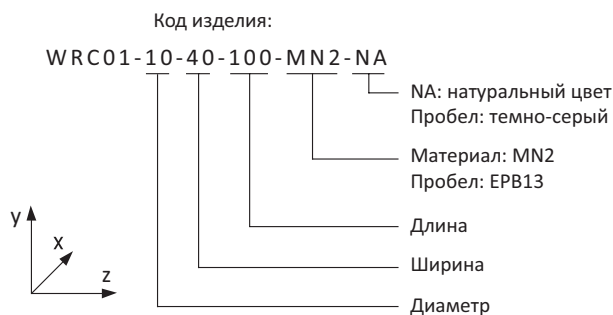 Код изделия:
WRC01-10-40-100-MN2-NA
NA: натуральный цвет
Пробел: темно-серый
Материал: MN2
Пробел: EPB13
Длина
Ширина
Диаметр
y
x
z